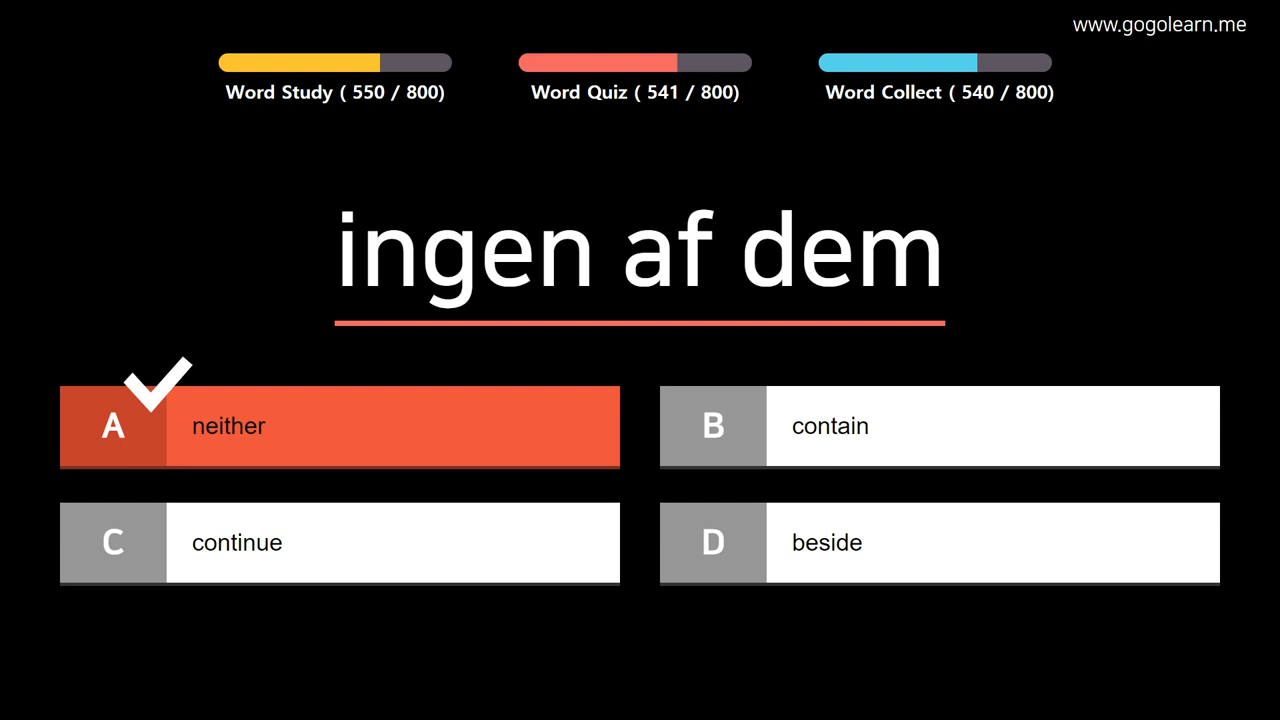 www.gogolearn.me
Word Study ( 550 / 800)
Word Quiz ( 541 / 800)
Word Collect ( 540 / 800)
ingen af dem
A neither
B contain
C continue
D beside